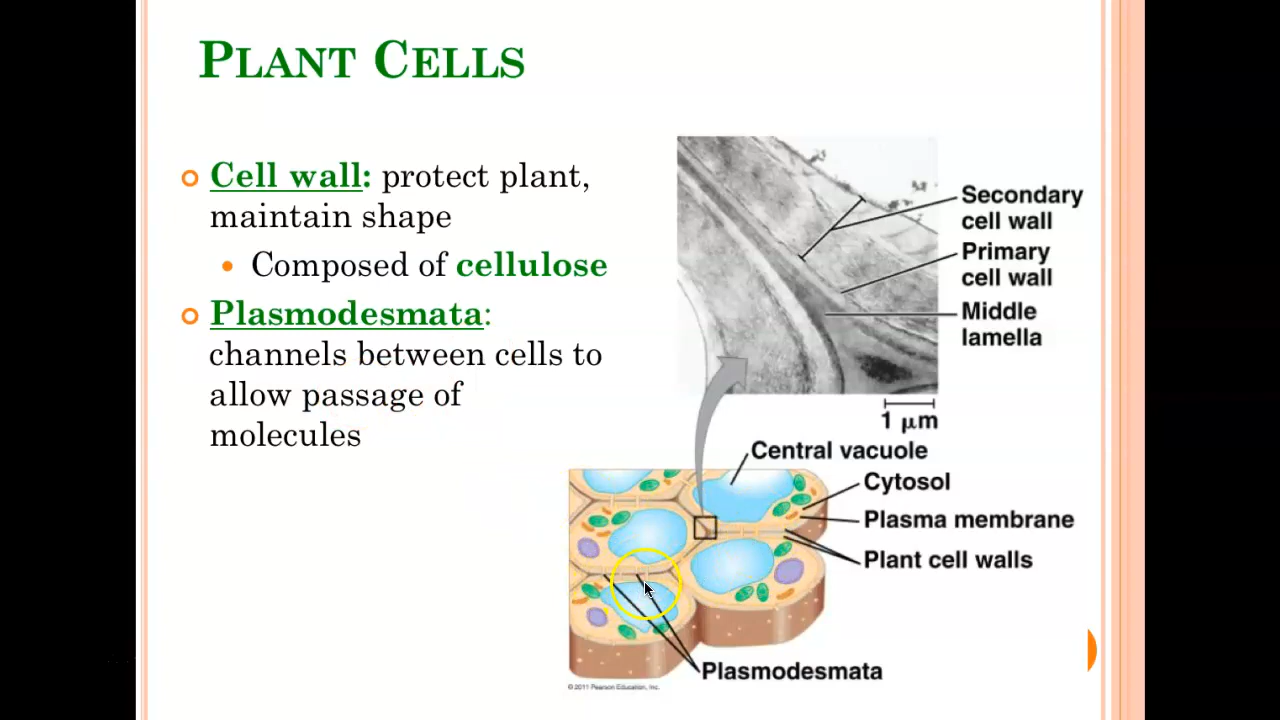 PLANT CELLS
Cell wall: protect plant,
maintain shape
Composed of cellulose
Plasmodesmata:
channels between cells to
allow passage of
molecules
Secondary
cell wall
Primary
cell wall
Middle
lamella
1 μm
Central vacuole
Cytosol
Plasma membrane
Plant cell walls
Plasmodesmata
© 2011 Pearson Education, Inc.